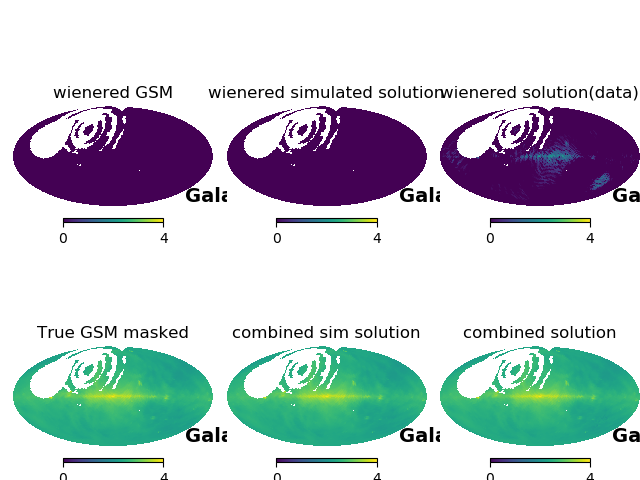 wienered GSM
wienered simulated solution
wienered solution(data)
Gala
Gala
Ga
0 4
0 4
0 4
True GSM masked
combined sim solution
combined solution
Gala
Gala
Ga
0 4
0 4
0 4